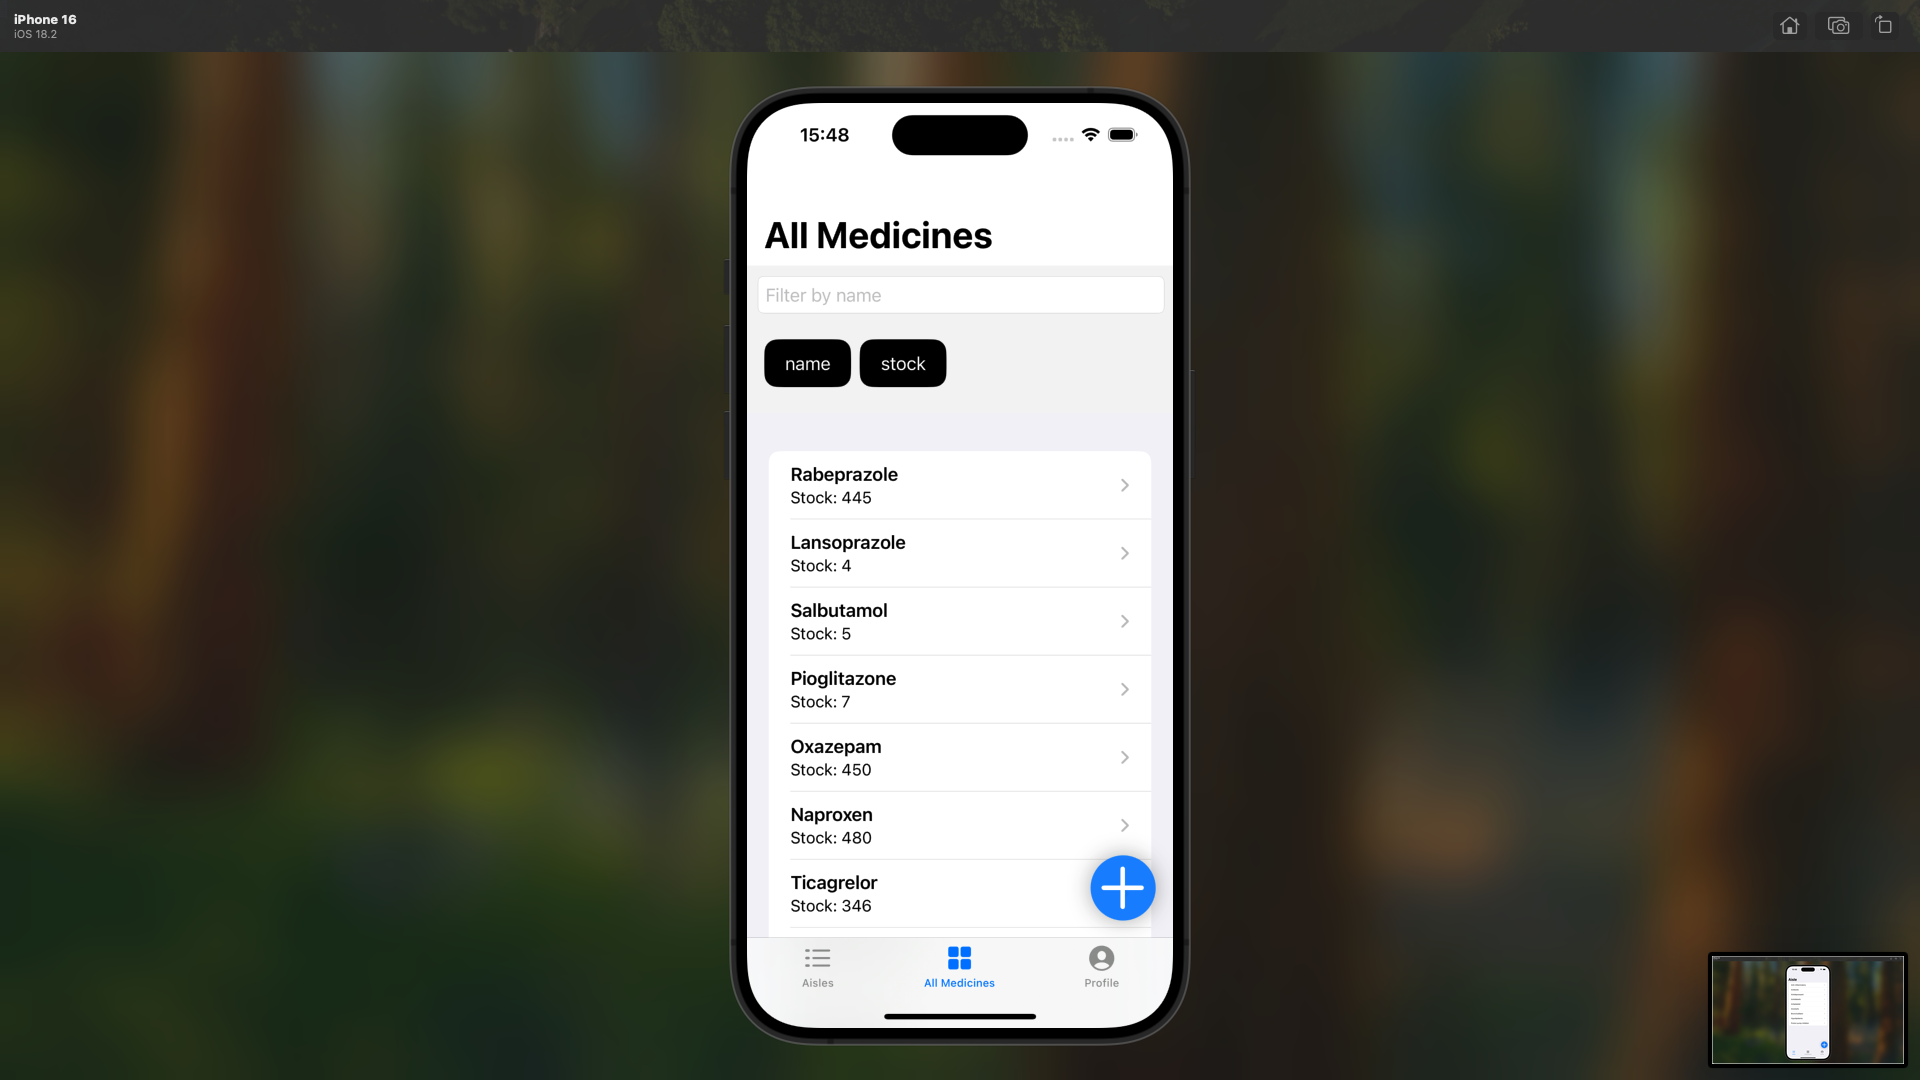 iPhone 16
iOS 18.2
15:48
All Medicines
Filter by name
name
stock
Rabeprazole
Stock: 445
Lansoprazole
Stock: 4
Salbutamol
Stock: 5
Pioglitazone
Stock: 7
Oxazepam
Stock: 450
Naproxen
Stock: 480
Ticagrelor
Stock: 346
Aisles
All Medicines
Profile